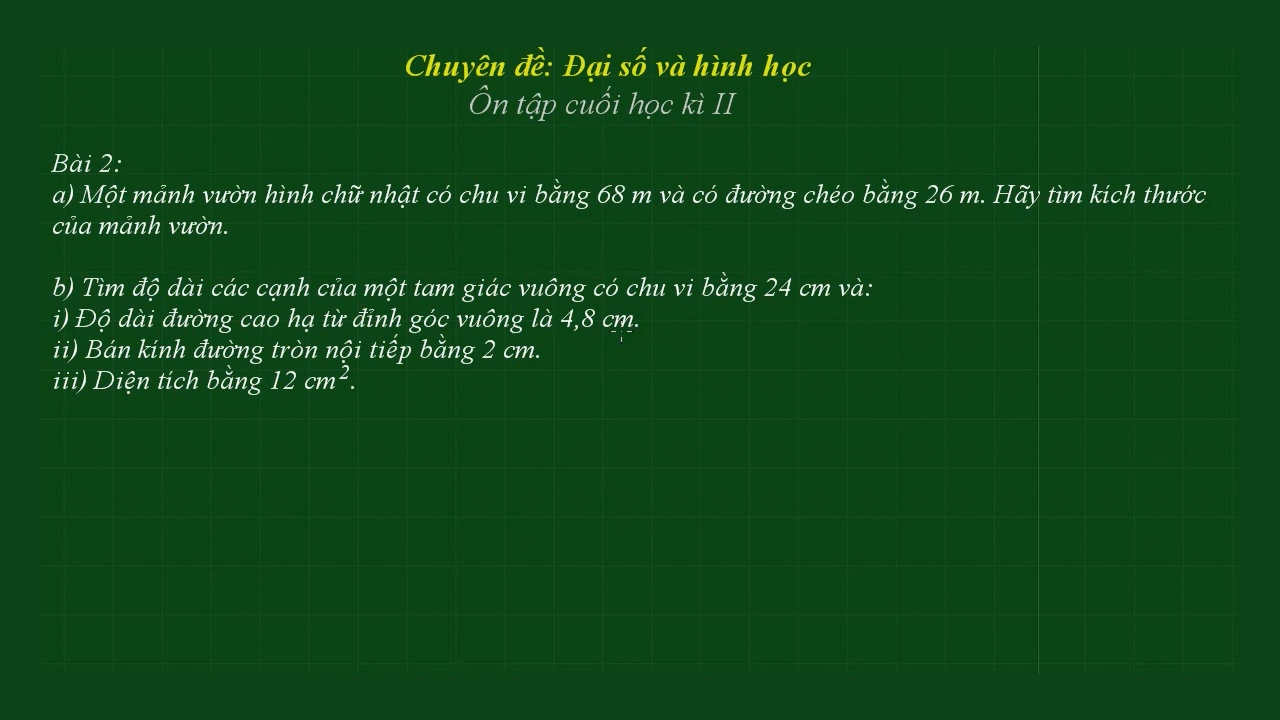 Chuyên đề: Đại số và hình học
Ôn tập cuối học kì II
Bài 2:
a) Một mảnh vườn hình chữ nhật có chu vi bằng 68 m và có đường chéo bằng 26 m. Hãy tìm kích thước
của mảnh vườn.
b) Tìm độ dài các cạnh của một tam giác vuông có chu vi bằng 24 cm và:
i) Độ dài đường cao hạ từ đỉnh góc vuông là 4,8 cm.
ii) Bán kính đường tròn nội tiếp bằng 2 cm.
iii) Diện tích bằng 12 cm².